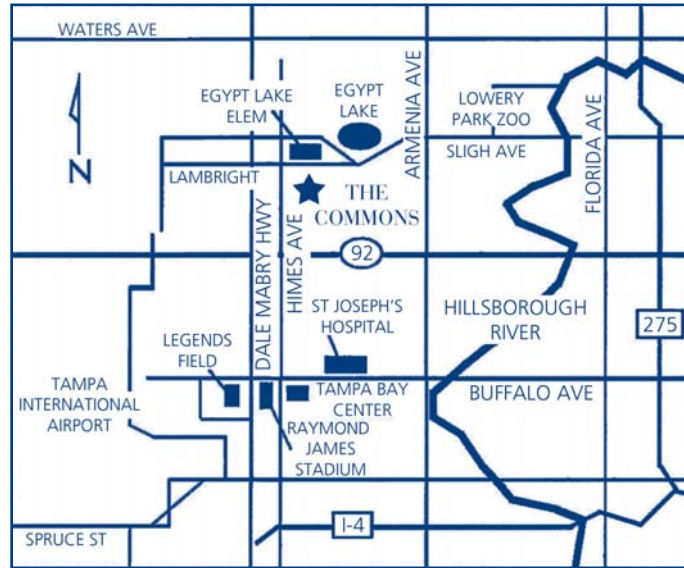 WATERS AVE
N
EGYPT LAKE
ELEM
EGYPT
LAKE
ARMENIA AVE
LOWERY
PARK ZOO
SLIGH AVE
FLORIDA AVE
LAMBRIGHT
THE
COMMONS
DALE MABRY HWY
HIMES AVE
92
ST JOSEPH'S
HOSPITAL
HILLSBOROUGH
RIVER
275
LEGENDS
FIELD
TAMPA
INTERNATIONAL
AIRPORT
TAMPA BAY
CENTER
BUFFALO AVE
RAYMOND
JAMES
STADIUM
I-4
SPRUCE ST